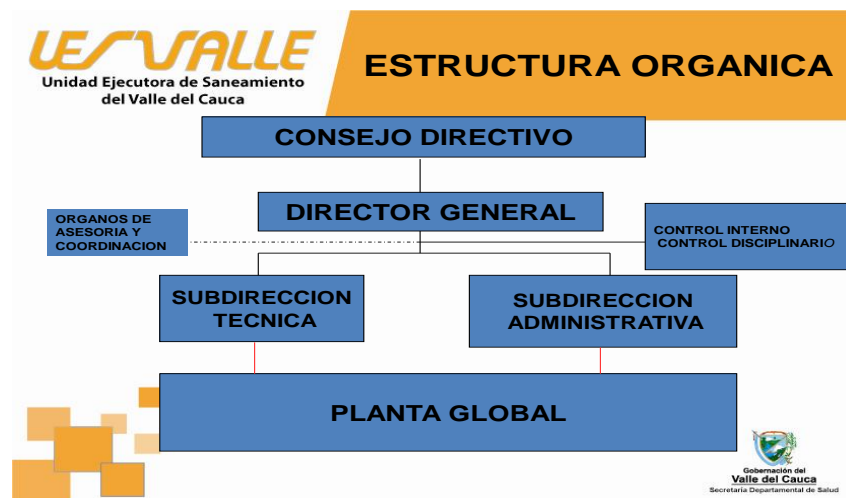 UESVALLE
Unidad Ejecutora de Saneamiento
del Valle del Cauca
ESTRUCTURA ORGANICA
CONSEJO DIRECTIVO
DIRECTOR GENERAL
ORGANOS DE
ASESORIA Y
COORDINACION
CONTROL INTERNO
CONTROL DISCIPLINARIO
SUBDIRECCION
TECNICA
SUBDIRECCION
ADMINISTRATIVA
PLANTA GLOBAL
Gobernación del
Valle del Cauca
Secretaría Departamental de Salud